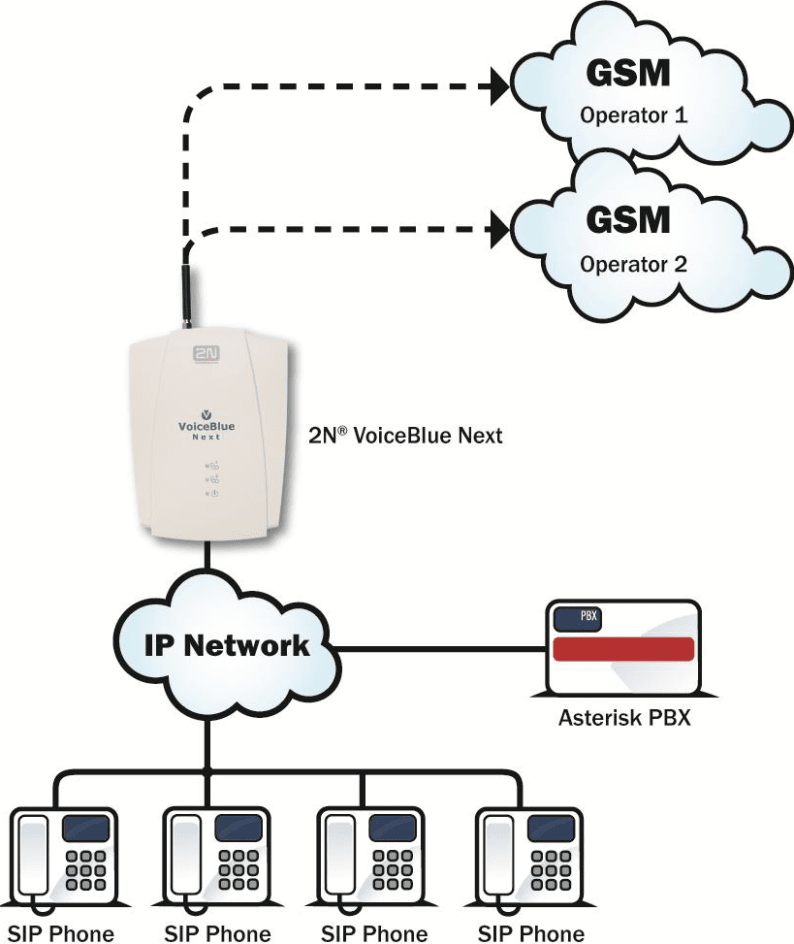 GSM
Operator 1
GSM
Operator 2
2N
VoiceBlue
Next
2N® VoiceBlue Next
IP Network
PBX
Asterisk PBX
SIP Phone SIP Phone SIP Phone SIP Phone